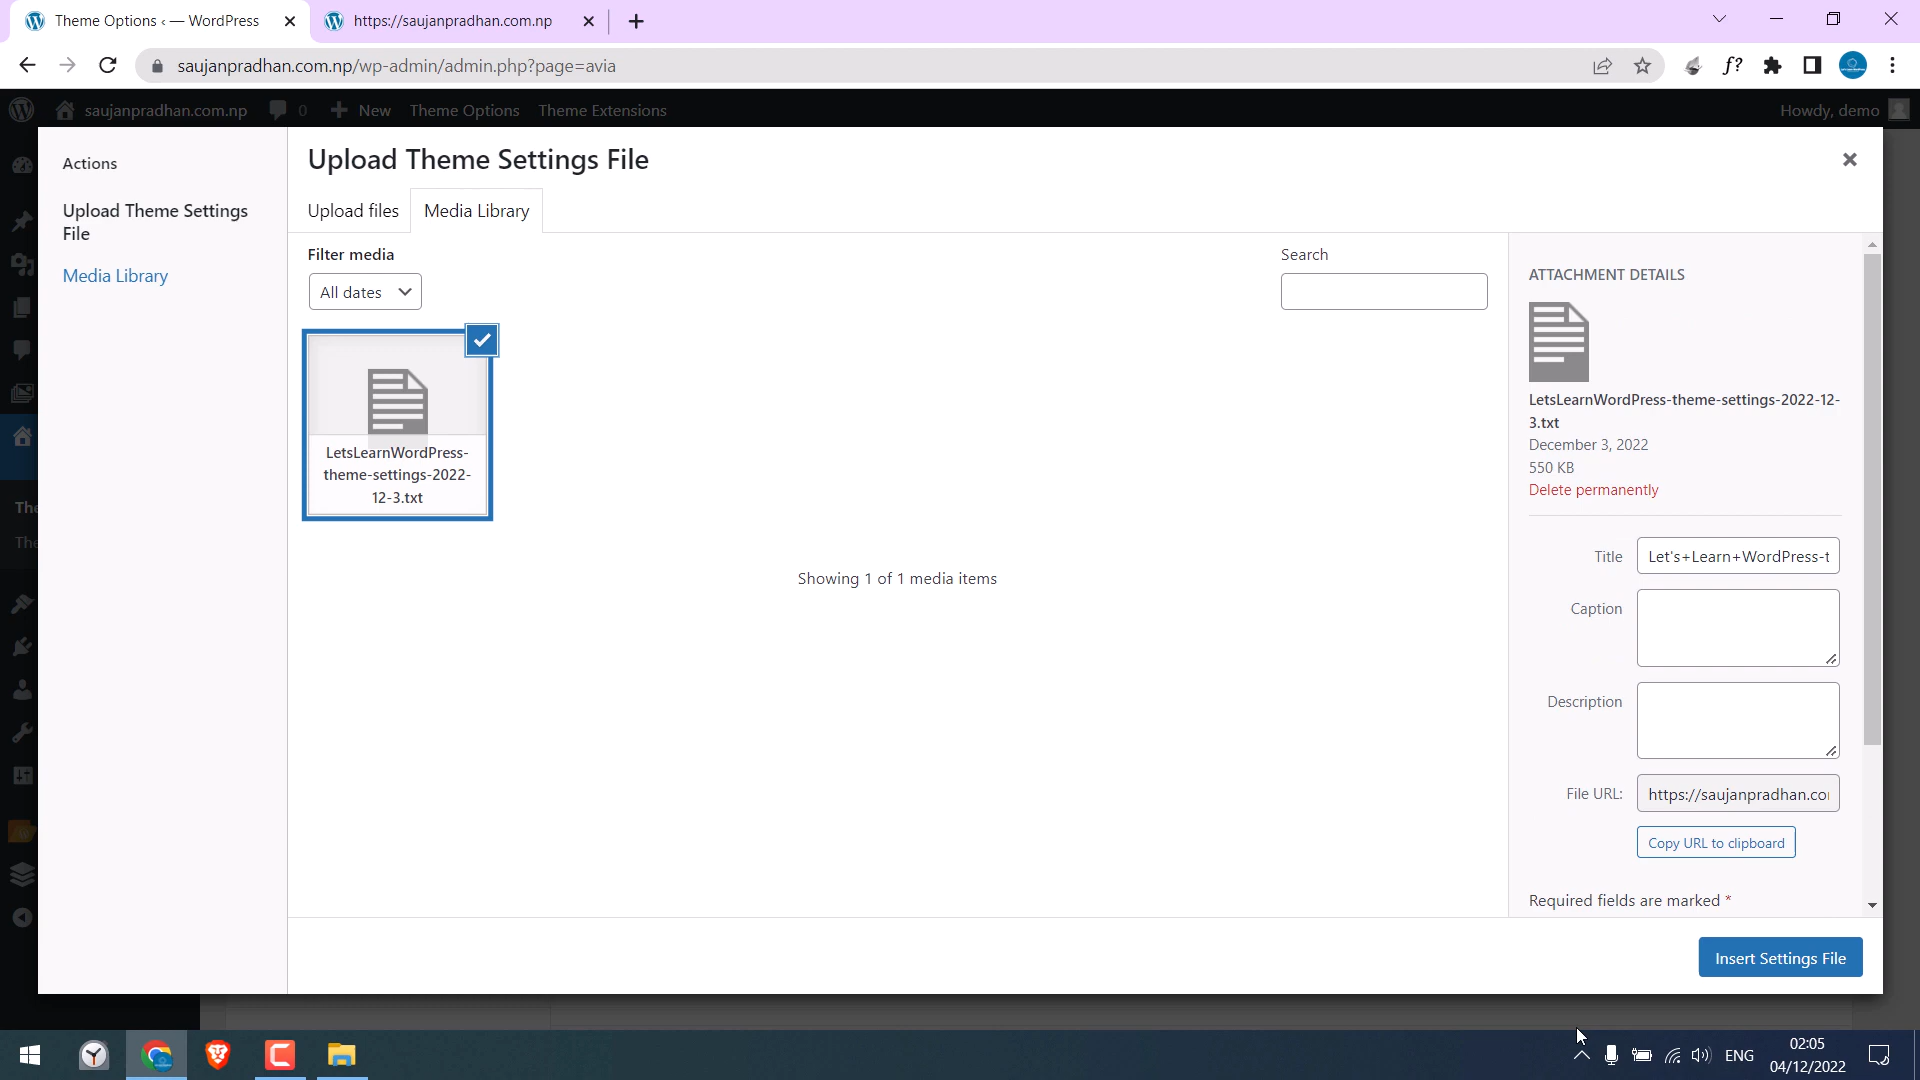 Theme Options ‹ — WordPress
https://saujanpradhan.com.np
saujanpradhan.com.np/wp-admin/admin.php?page=avia
f?
saujanpradhan.com.np
0
New
Theme Options
Theme Extensions
Howdy, demo
Actions
Upload Theme Settings
File
Media Library
The
The
Upload Theme Settings File
Upload files
Media Library
Filter media
All dates
Search
LetsLearnWordPress-
theme-settings-2022-
12-3.txt
Showing 1 of 1 media items
ATTACHMENT DETAILS
LetsLearnWordPress-theme-settings-2022-12-
3.txt
December 3, 2022
550 KB
Delete permanently
Title
Let's+Learn+WordPress-t
Caption
Description
File URL:
https://saujanpradhan.co
Copy URL to clipboard
Required fields are marked *
Insert Settings File
ENG
02:05
04/12/2022